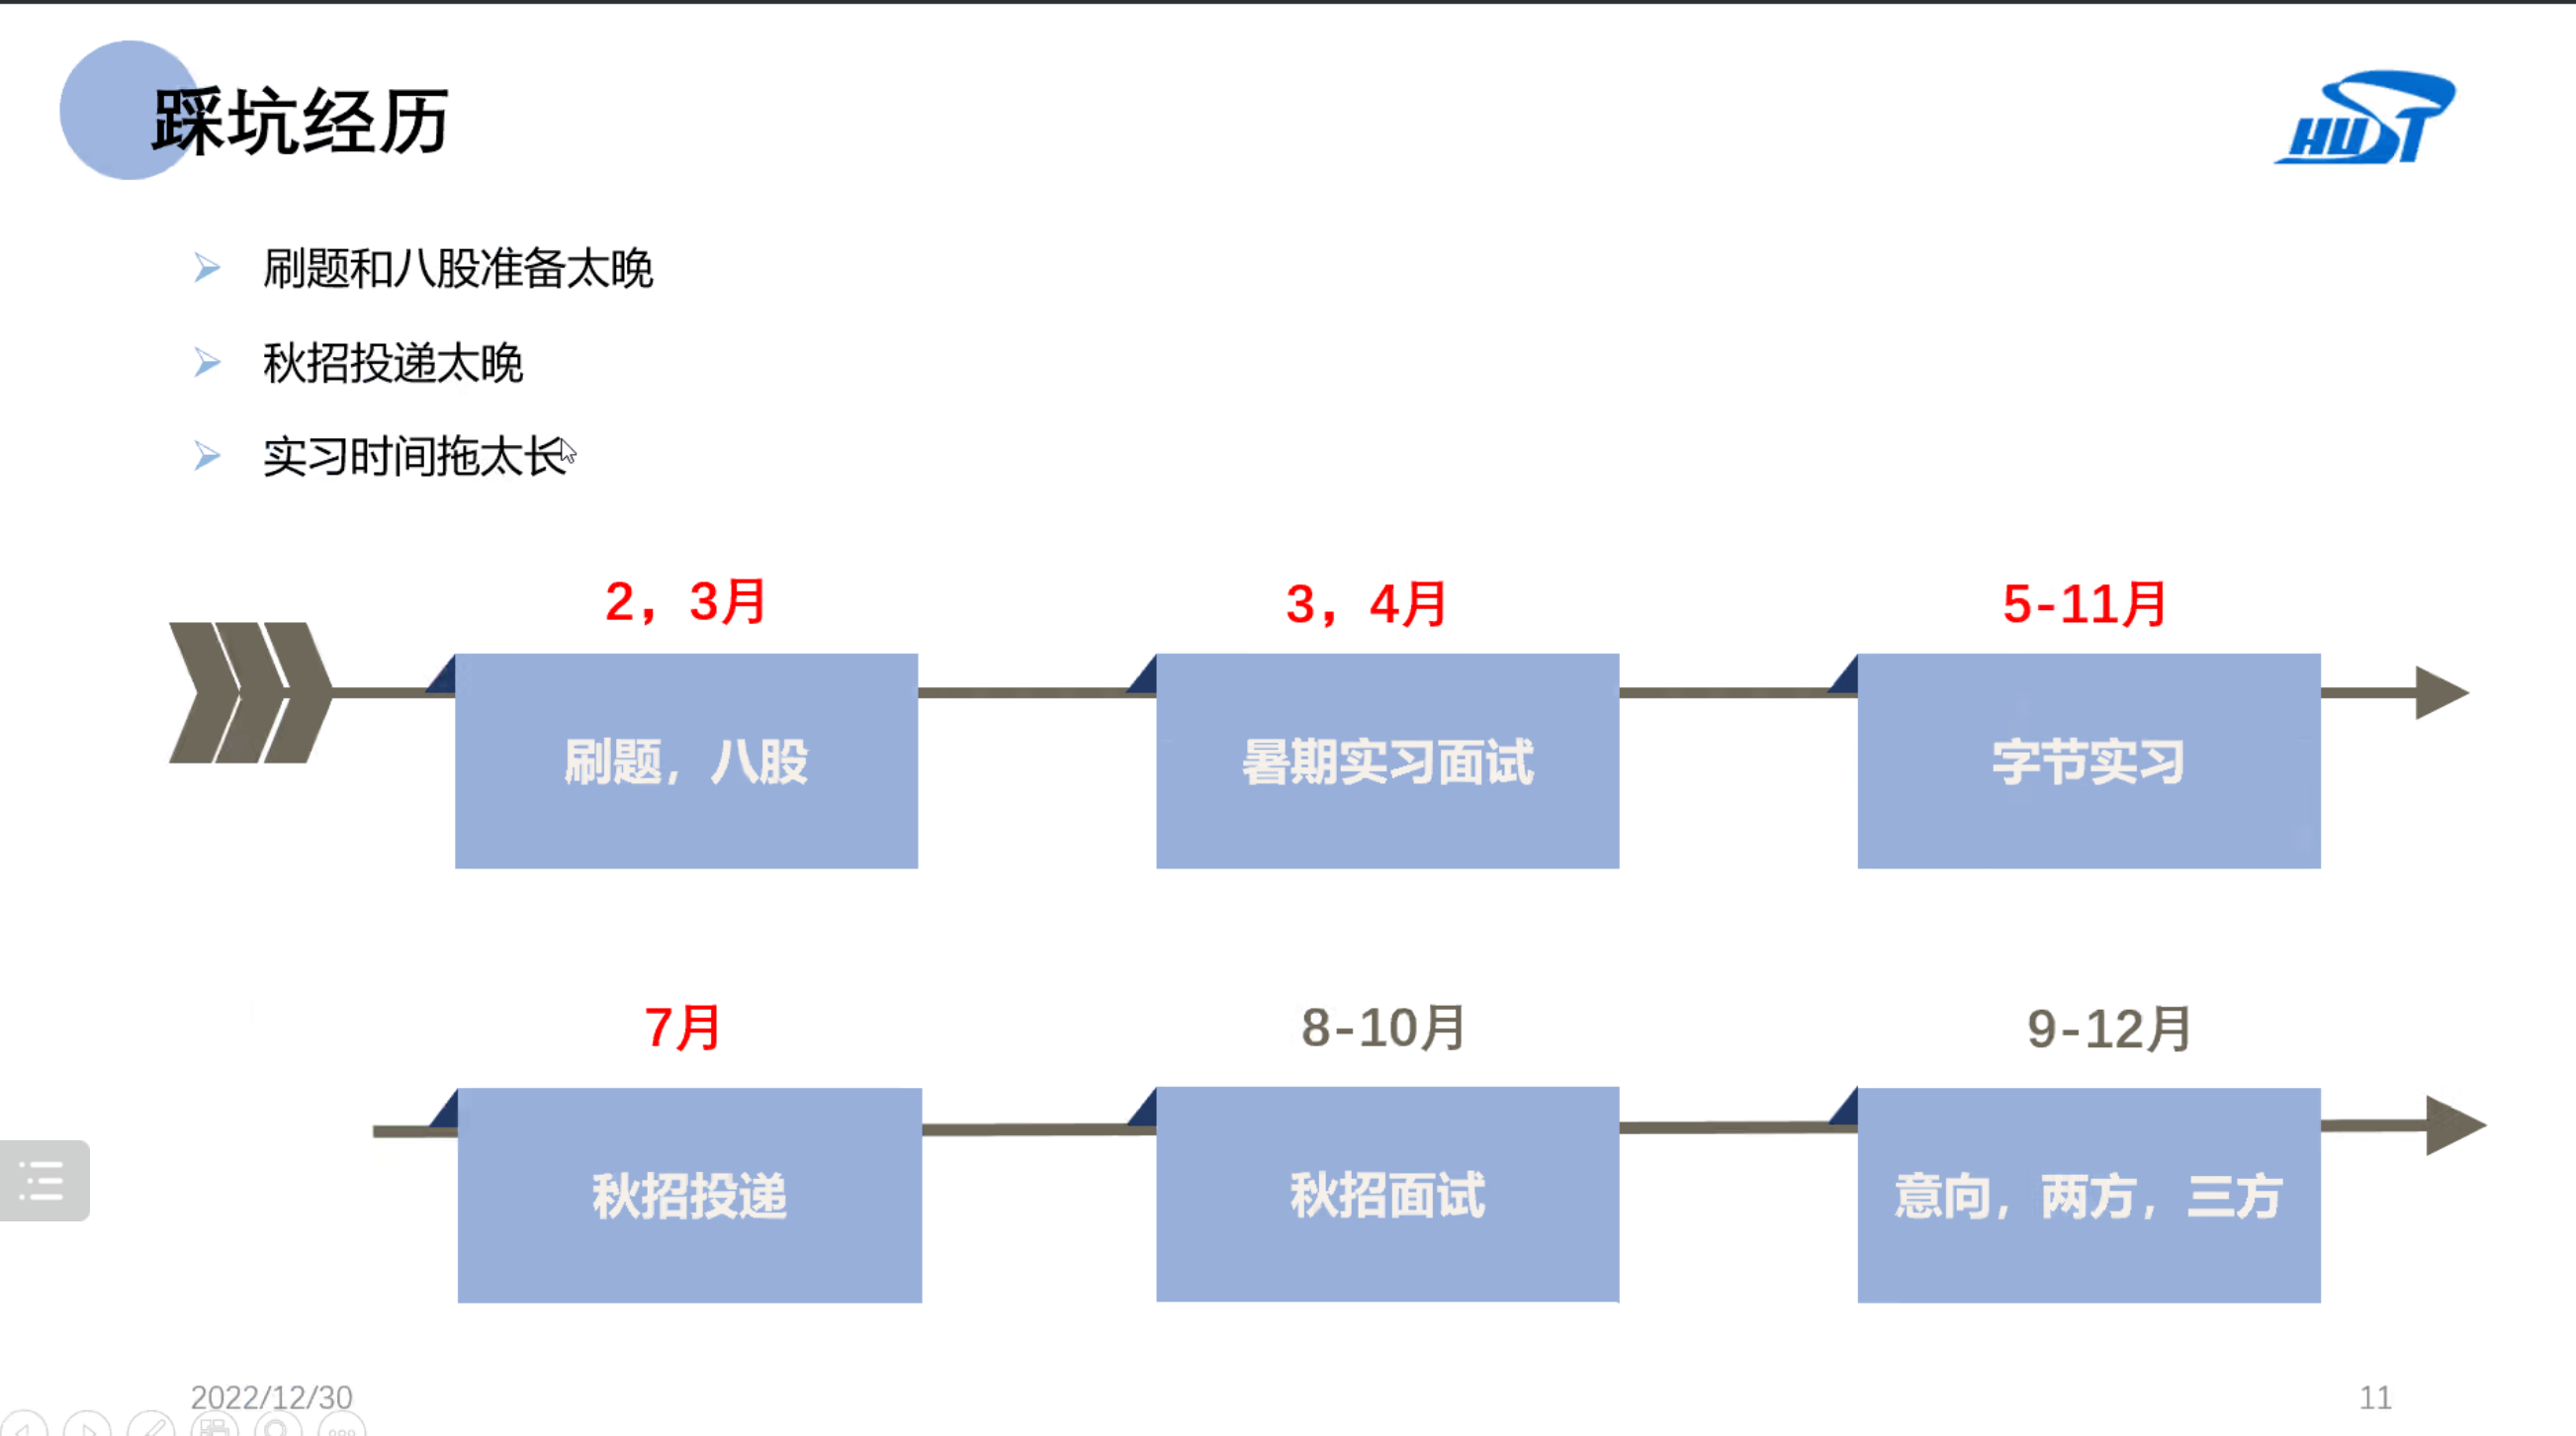 踩坑经历
HUST
刷题和八股准备太晚
秋招投递太晚
实习时间拖太长
2，3月
3，4月
5-11月
刷题，八股
暑期实习面试
字节实习
7月
8-10月
9-12月
秋招投递
秋招面试
意向，两方，三方
2022/12/30
11